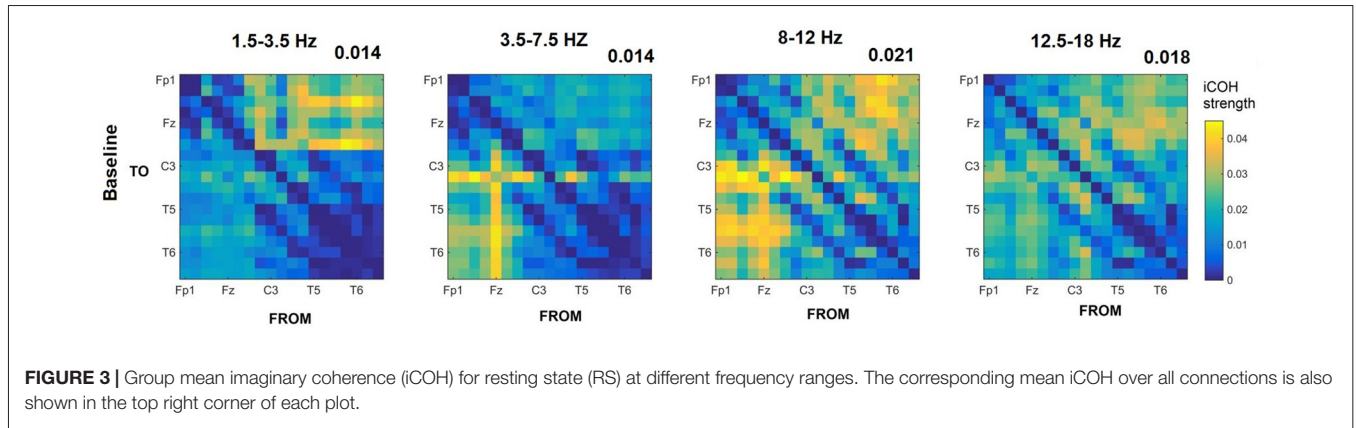 1.5-3.5 Hz 0.014
3.5-7.5 HZ 0.014
8-12 Hz 0.021
12.5-18 Hz 0.018
Baseline
TO
Fp1
Fz
C3
T5
T6
Fp1 Fz C3 T5 T6
FROM
Fp1
Fz
C3
T5
T6
Fp1 Fz C3 T5 T6
FROM
Fp1
Fz
C3
T5
T6
Fp1 Fz C3 T5 T6
FROM
Fp1
Fz
C3
T5
T6
Fp1 Fz C3 T5 T6
FROM
iCOH
strength
0.04
0.03
0.02
0.01
0
FIGURE 3 | Group mean imaginary coherence (iCOH) for resting state (RS) at different frequency ranges. The corresponding mean iCOH over all connections is also
shown in the top right corner of each plot.